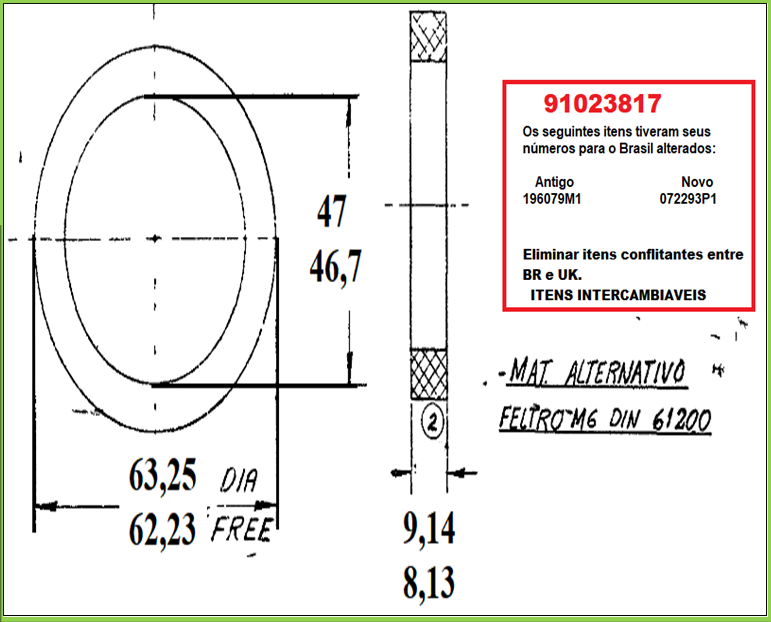 91023817
Os seguintes itens tiveram seus
números para o Brasil alterados:
Antigo Novo
196079M1 072293P1
Eliminar itens conflitantes entre
BR e UK.
ITENS INTERCAMBIAVEIS
47
46,7
-MAT. ALTERNATIVO
FELTRO-M6 DIN 61200
2
63,25 DIA
62,23 FREE
9,14
8,13